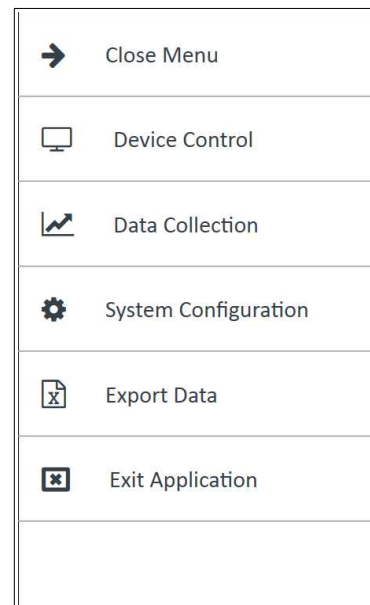 Close Menu
Device Control
Data Collection
System Configuration
Export Data
Exit Application